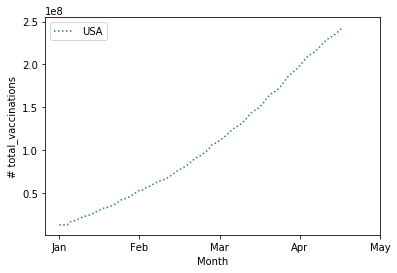 1e8
2.5
2.0
1.5
1.0
0.5
# total_vaccinations
USA
Jan Feb Mar Apr May
Month